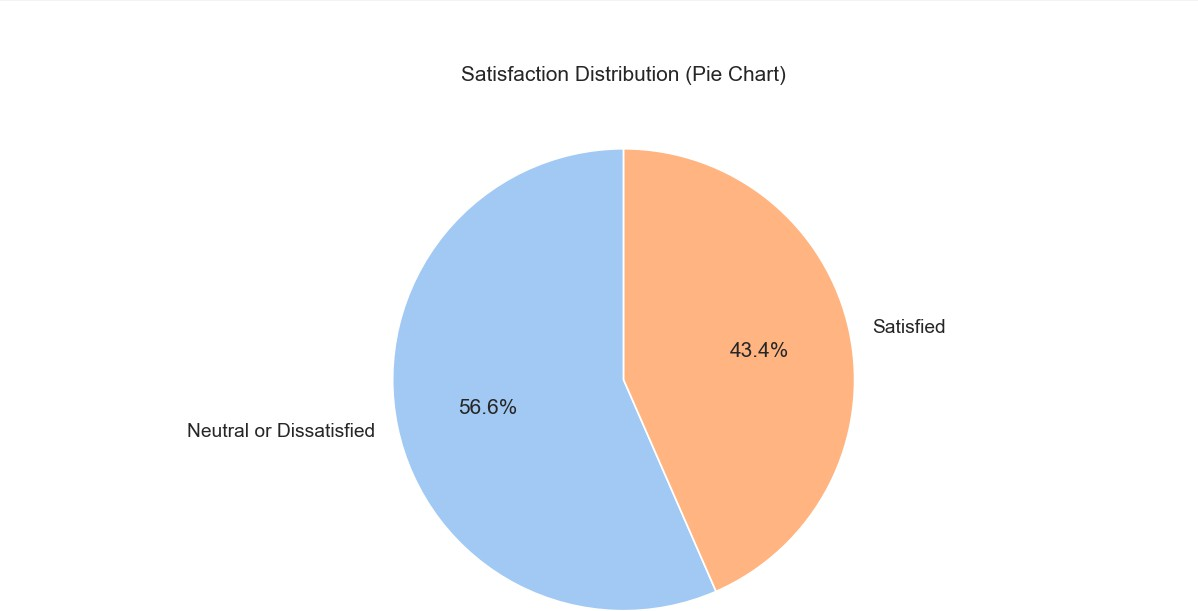 Satisfaction Distribution (Pie Chart)
Satisfied
43.4%
56.6%
Neutral or Dissatisfied